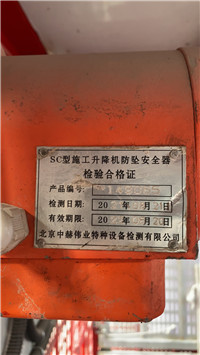 SC型施工升降机防坠安全器
检验合格证
产品编号:
检测日期: 20 年 月 日
有效期限: 20 年 月 日
北京中赫伟业特种设备检测有限公司